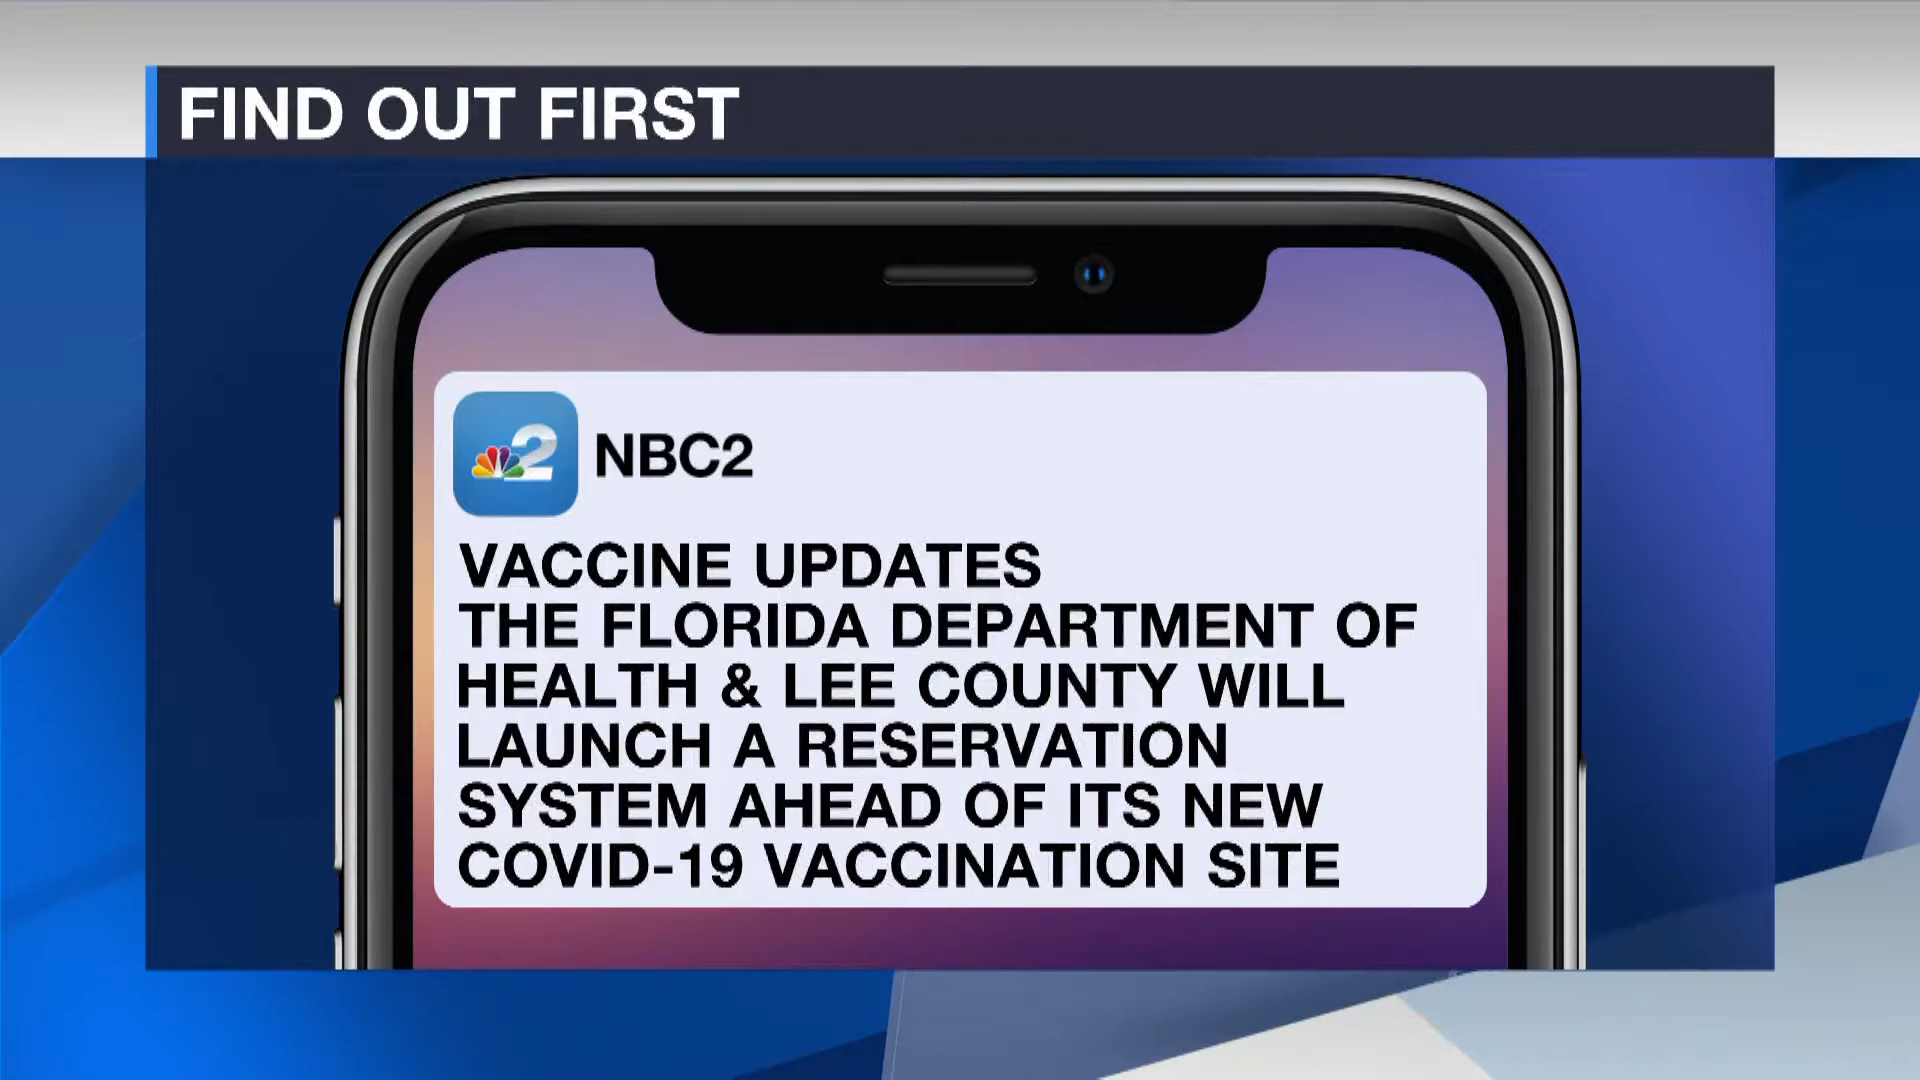 FIND OUT FIRST
2 NBC2
VACCINE UPDATES
THE FLORIDA DEPARTMENT OF
HEALTH & LEE COUNTY WILL
LAUNCH A RESERVATION
SYSTEM AHEAD OF ITS NEW
COVID-19 VACCINATION SITE